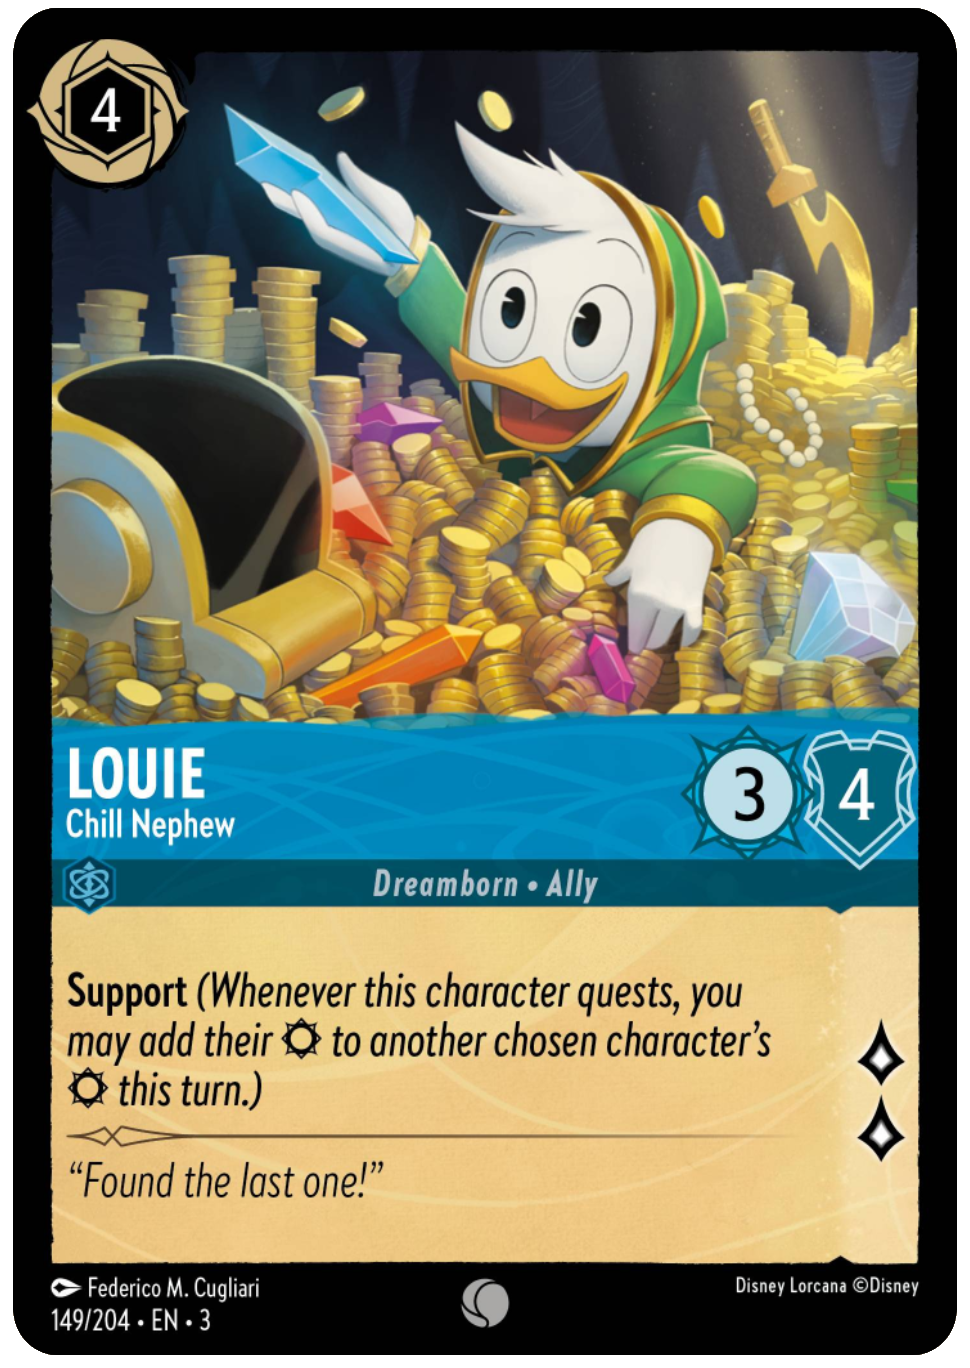 4
LOUIE
Chill Nephew
3
4
Dreamborn • Ally
Support (Whenever this character quests, you
may add their to another chosen character's
this turn.)
"Found the last one!"
Federico M. Cugliari
149/204 • EN • 3
Disney Lorcana ©Disney